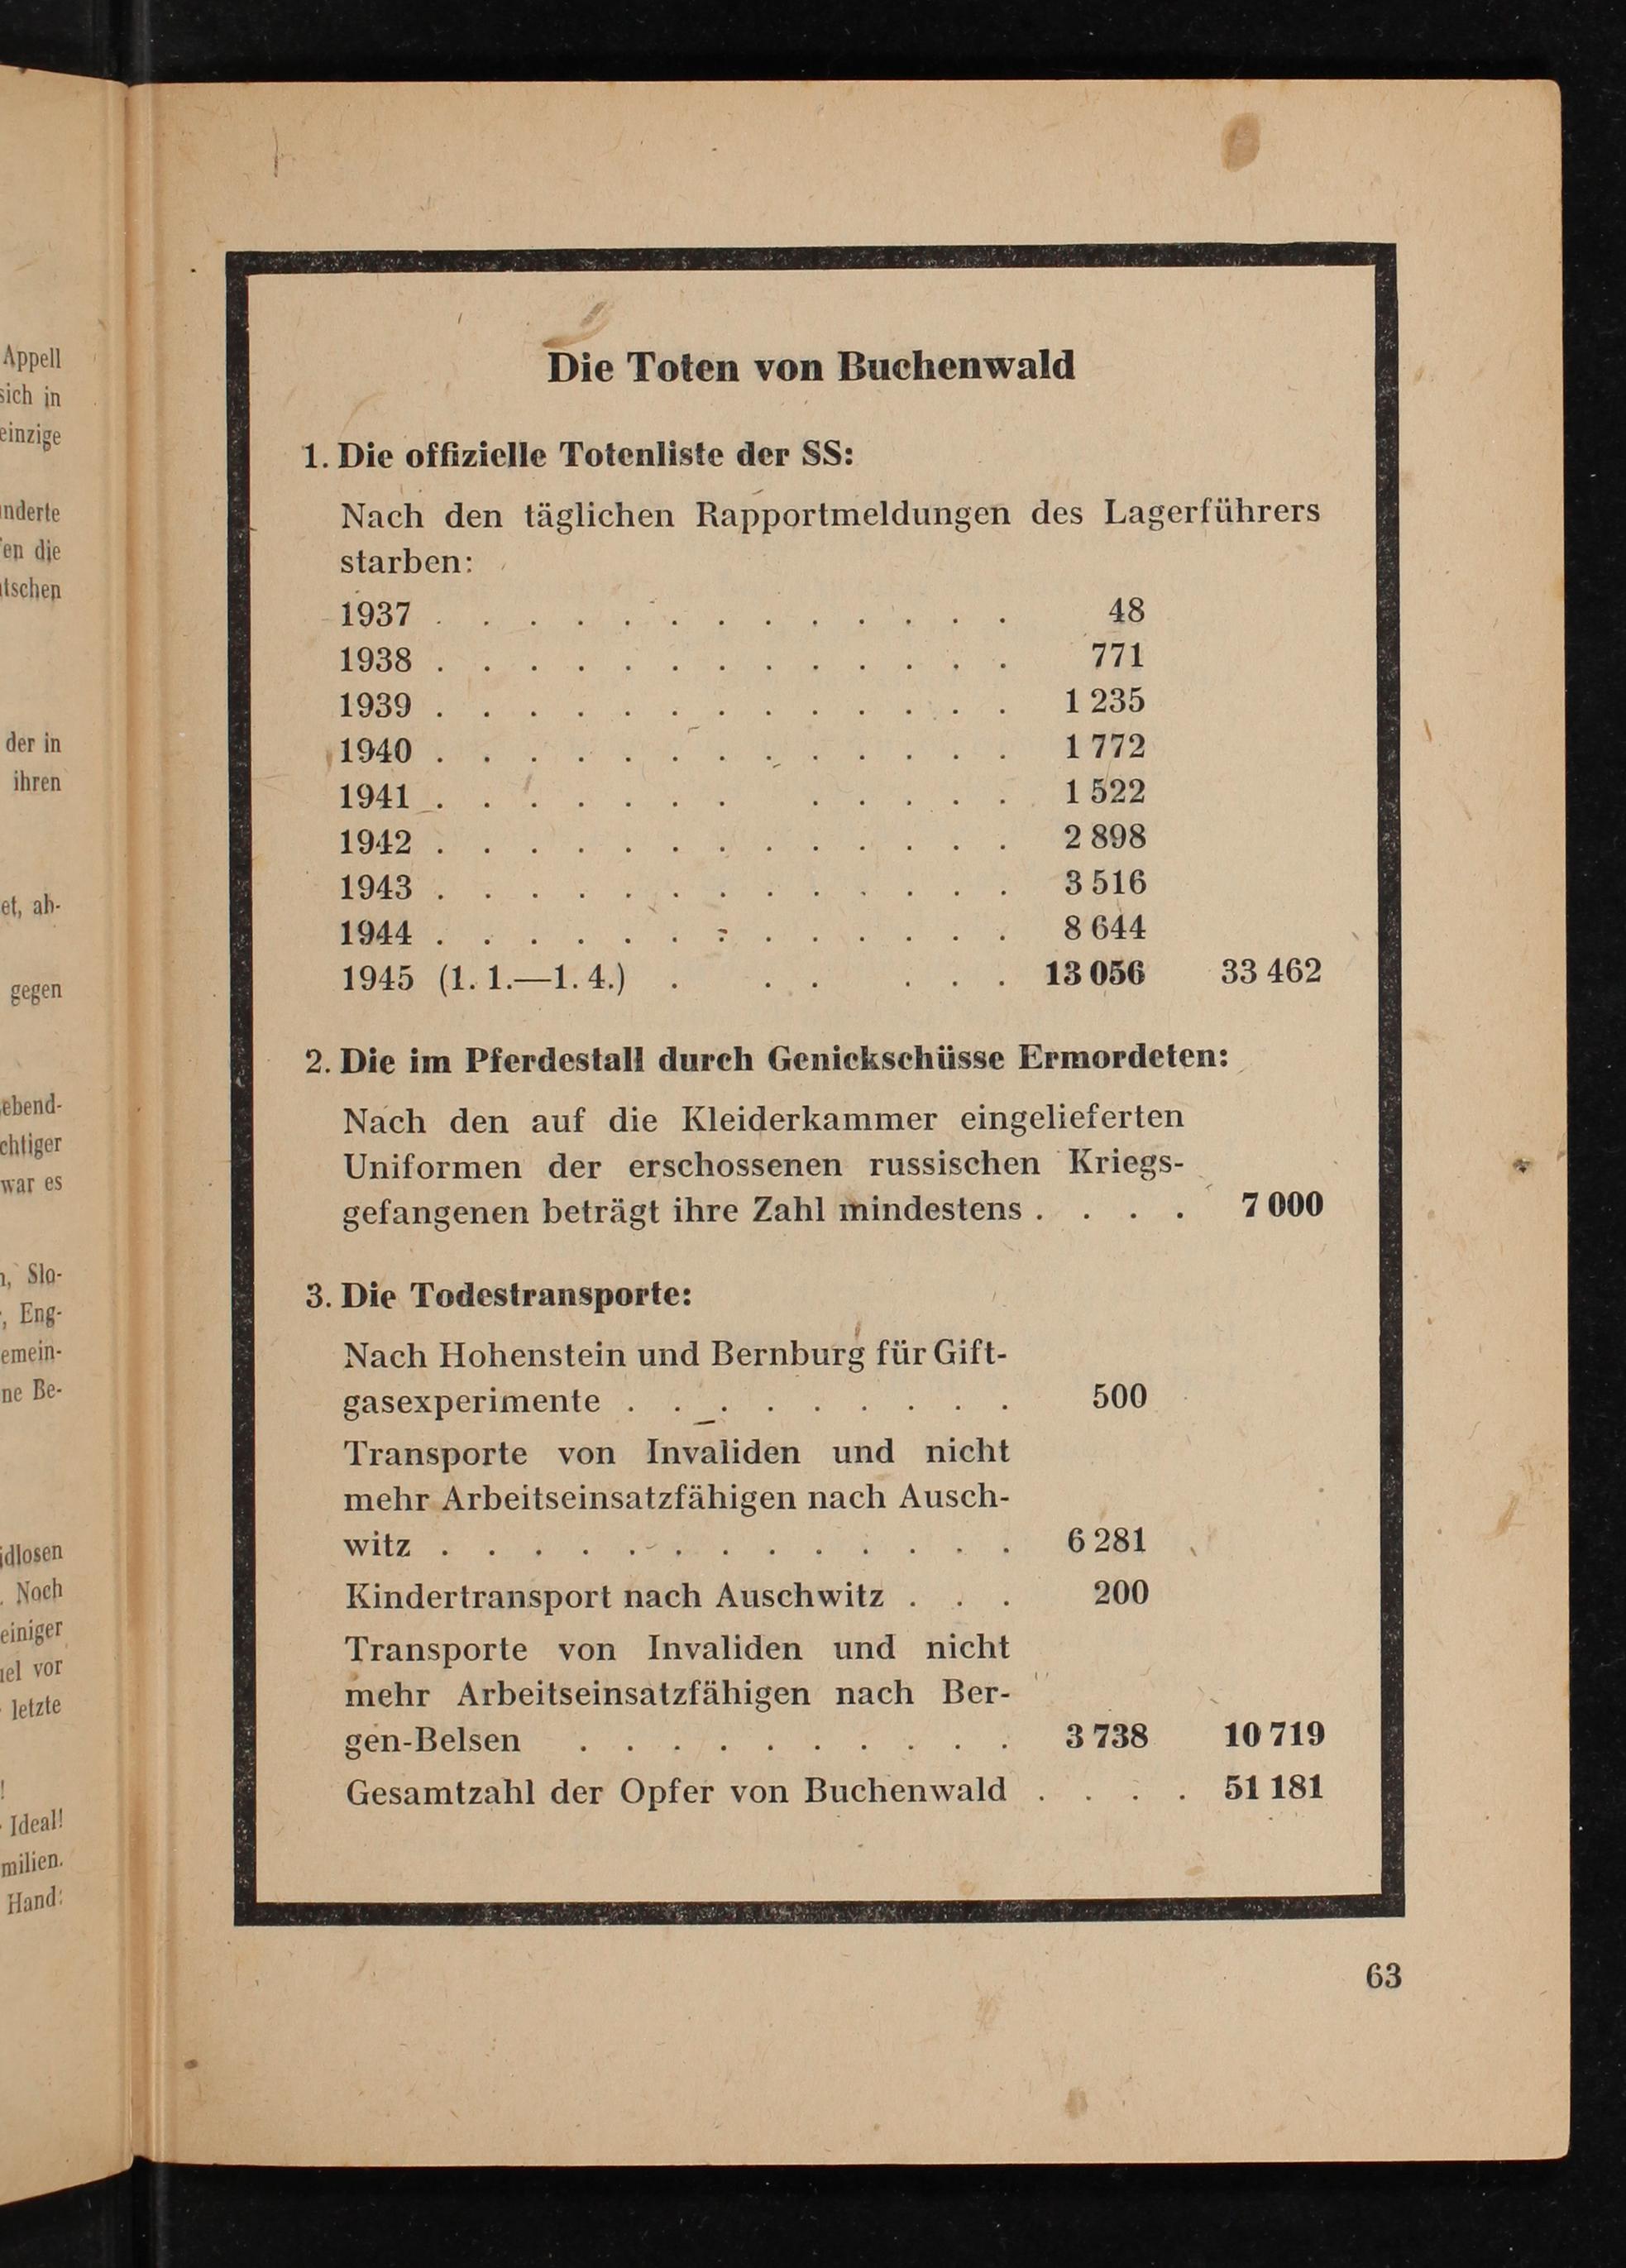 Appell
sich in
einzige
nderte
en die
tschen
der in
ihren
et, ab-
gegen
ebend-
chtiger
war es
, Slo-
, Eng-
emein-
ne Be-
dlosen
. Noch
einiger
el vor
letzte
!
Ideal!
milien.
Hand:
Die Toten von Buchenwald
1. Die offizielle Totenliste der SS:
Nach den täglichen Rapportmeldungen des Lagerführers
starben:
1937 . . . . . . . . . . . . . 48
1938 . . . . . . . . . . . . . 771
1939 . . . . . . . . . . . . . 1 235
1940 . . . . . . . . . . . . . 1 772
1941 . . . . . . . . . . . . 1 522
1942 . . . . . . . . . . . . . 2 898
1943 . . . . . . . . . . . . . 3 516
1944 . . . . . . . . . . . . . 8 644
1945 (1. 1.—1. 4.) . . . . . . 13 056 33 462
2. Die im Pferdestall durch Genickschüsse Ermordeten:
Nach den auf die Kleiderkammer eingelieferten
Uniformen der erschossenen russischen Kriegs-
gefangenen beträgt ihre Zahl mindestens . . . . 7 000
3. Die Todestransporte:
Nach Hohenstein und Bernburg für Gift-
gasexperimente . . . . . . . . . 500
Transporte von Invaliden und nicht
mehr Arbeitseinsatzfähigen nach Ausch-
witz . . . . . . . . . . . . . 6 281
Kindertransport nach Auschwitz . . . 200
Transporte von Invaliden und nicht
mehr Arbeitseinsatzfähigen nach Ber-
gen-Belsen . . . . . . . . . . 3 738 10 719
Gesamtzahl der Opfer von Buchenwald . . . . 51 181
63